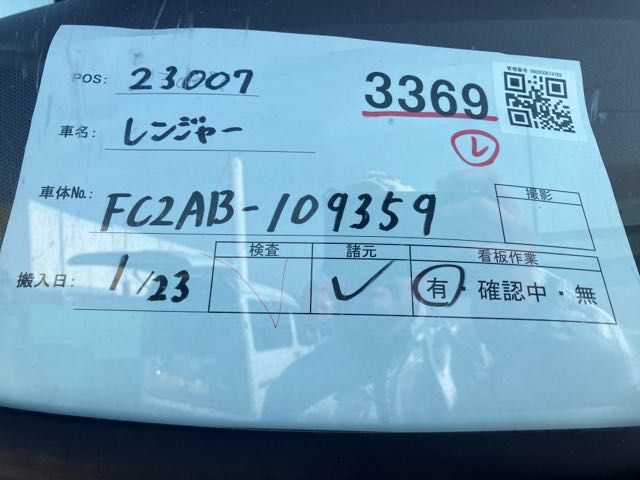 POS: 23007
3369
管理番号
レ
車名: レンジャー
車体No.: FC2AB-109359
撮影
搬入日: 1/23
検査 諸元 看板作業
✓ ✓ 有・確認中・無